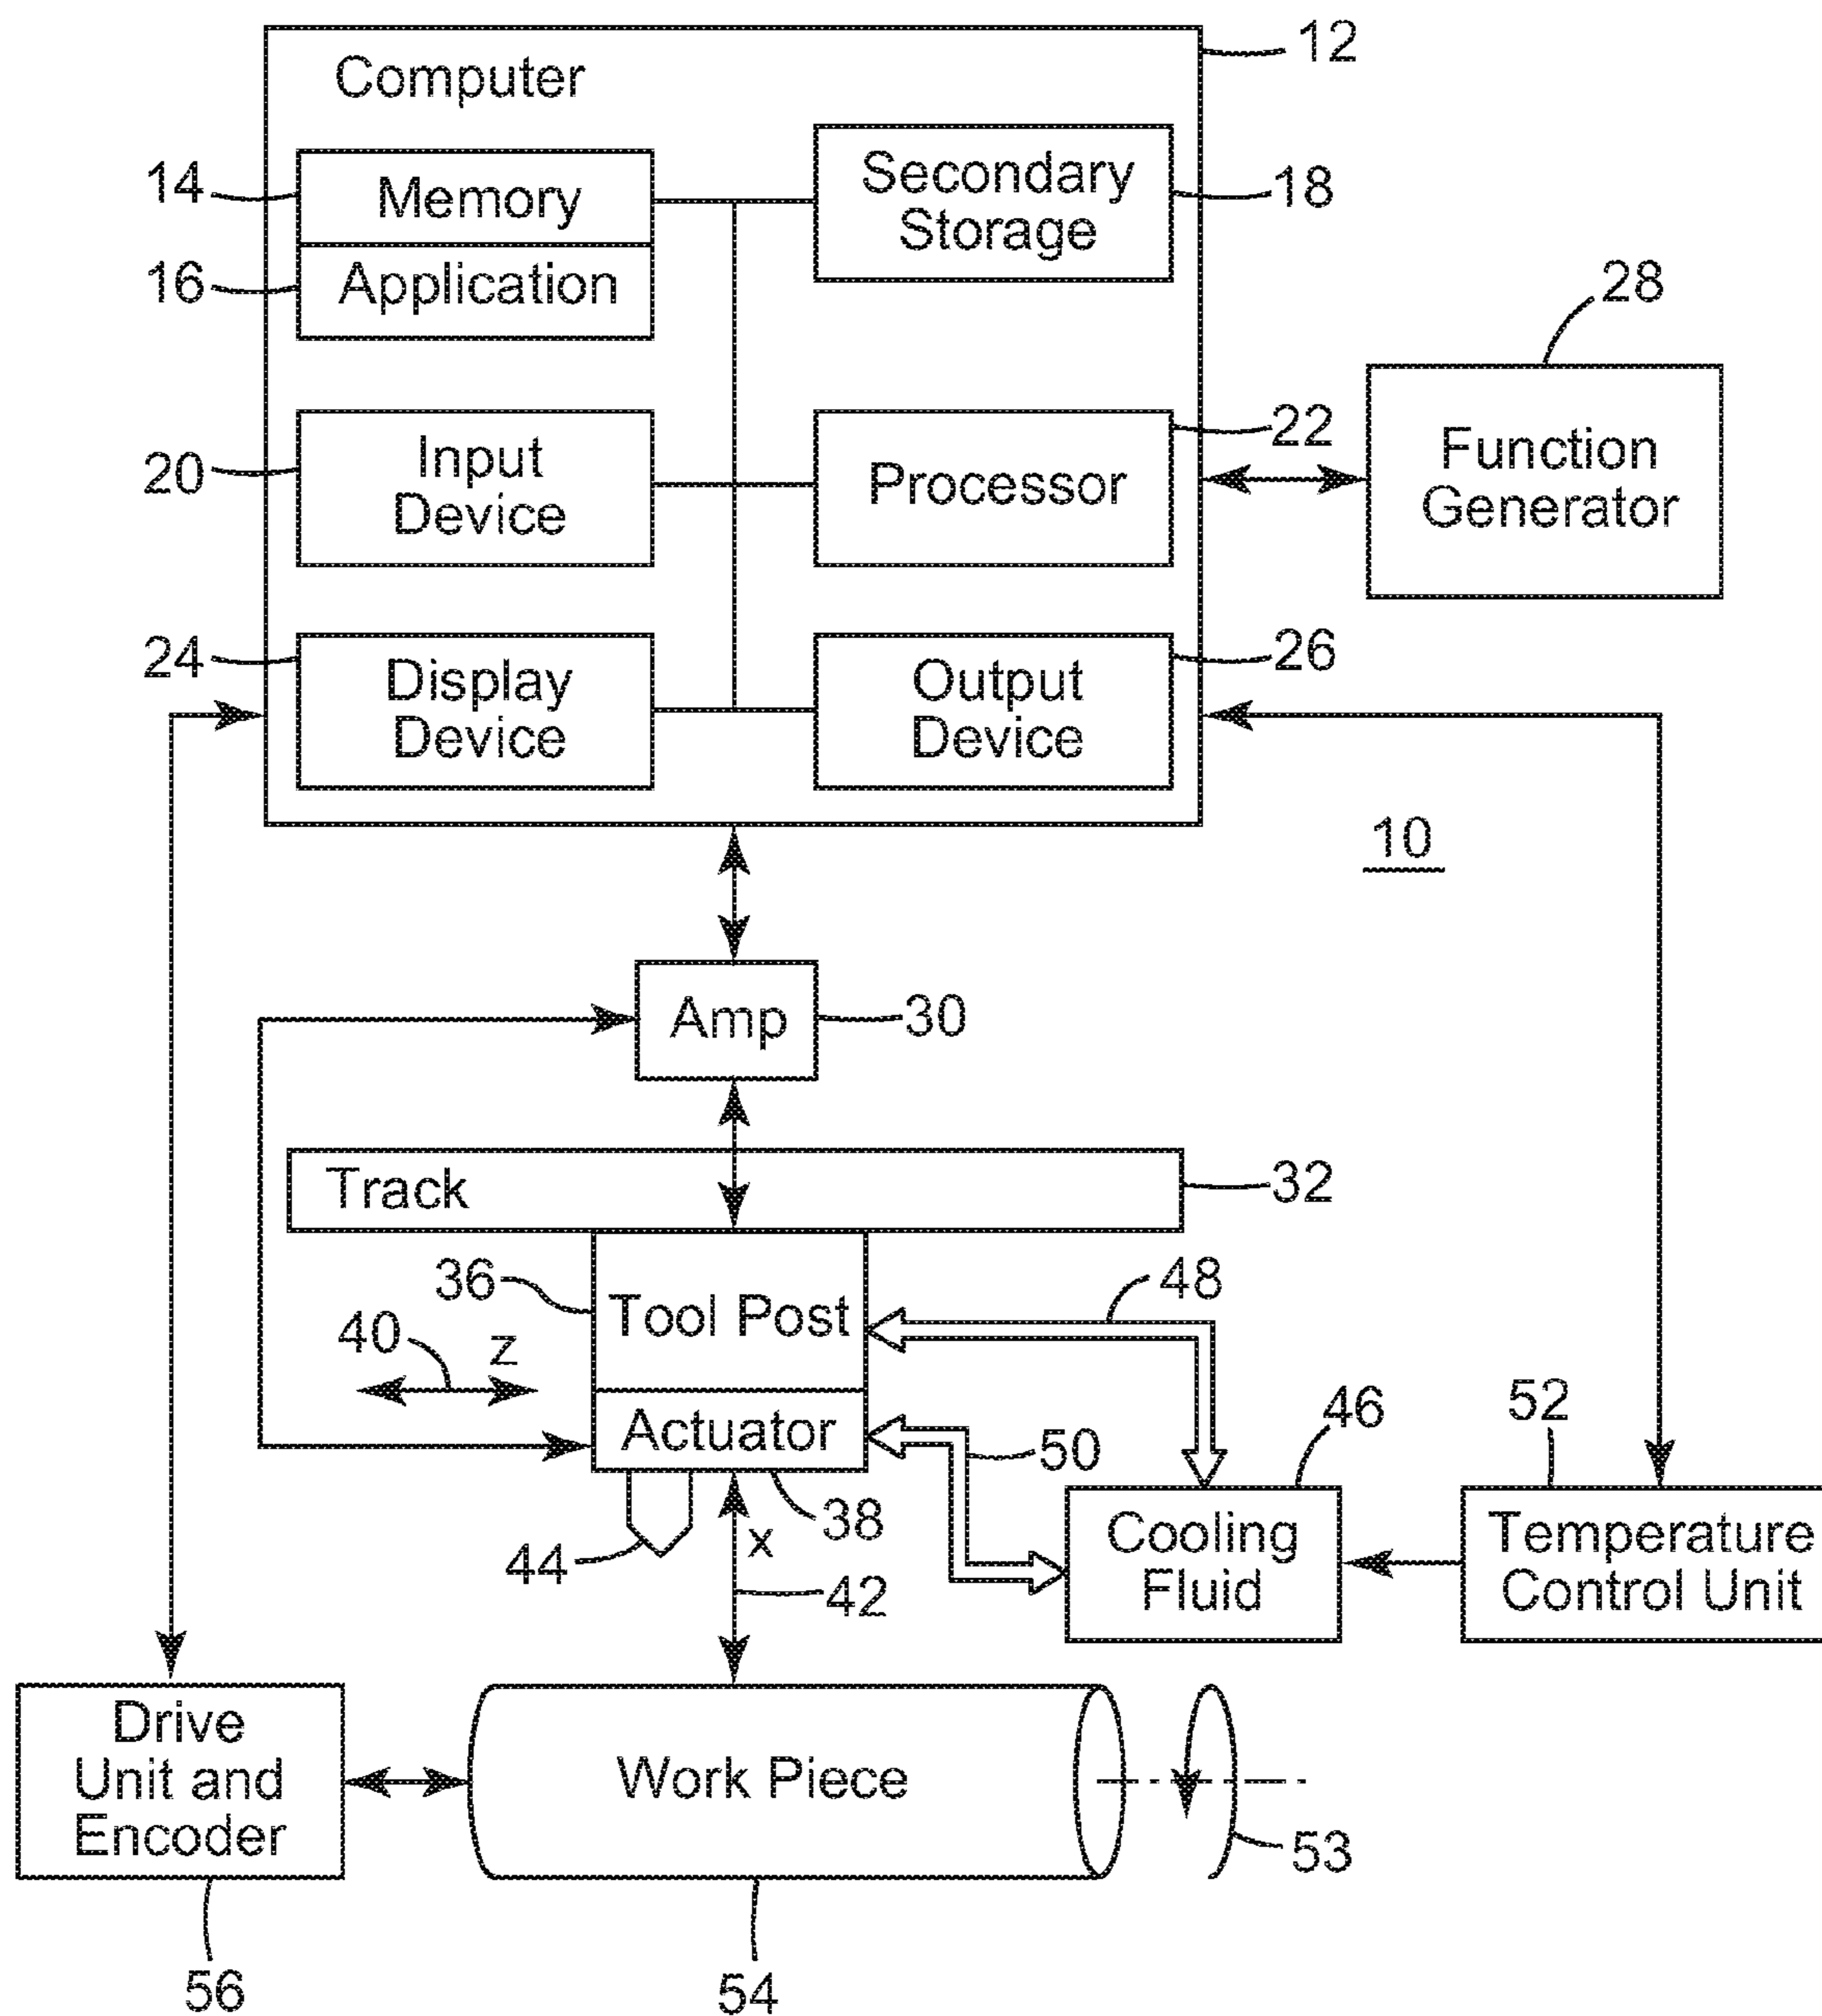 12
Computer
14
Memory
Secondary
Storage
18
16
Application
28
20
Input
Device
Processor
22
Function
Generator
24
Display
Device
Output
Device
26
10
Amp
30
Track
32
36
Tool Post
48
40
Z
Actuator
50
46
52
44
38
X
42
Cooling
Fluid
Temperature
Control Unit
Drive
Unit and
Encoder
Work Piece
53
56
54